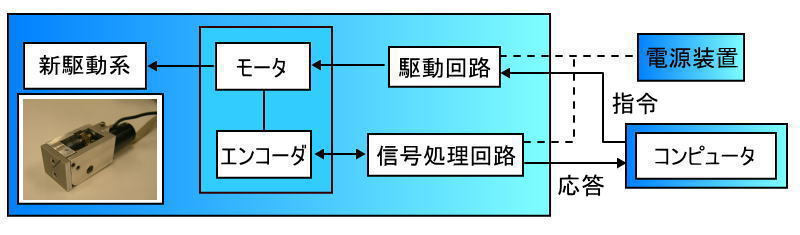 新駆動系
モータ
駆動回路
電源装置
指令
エンコーダ
信号処理回路
コンピュータ
応答